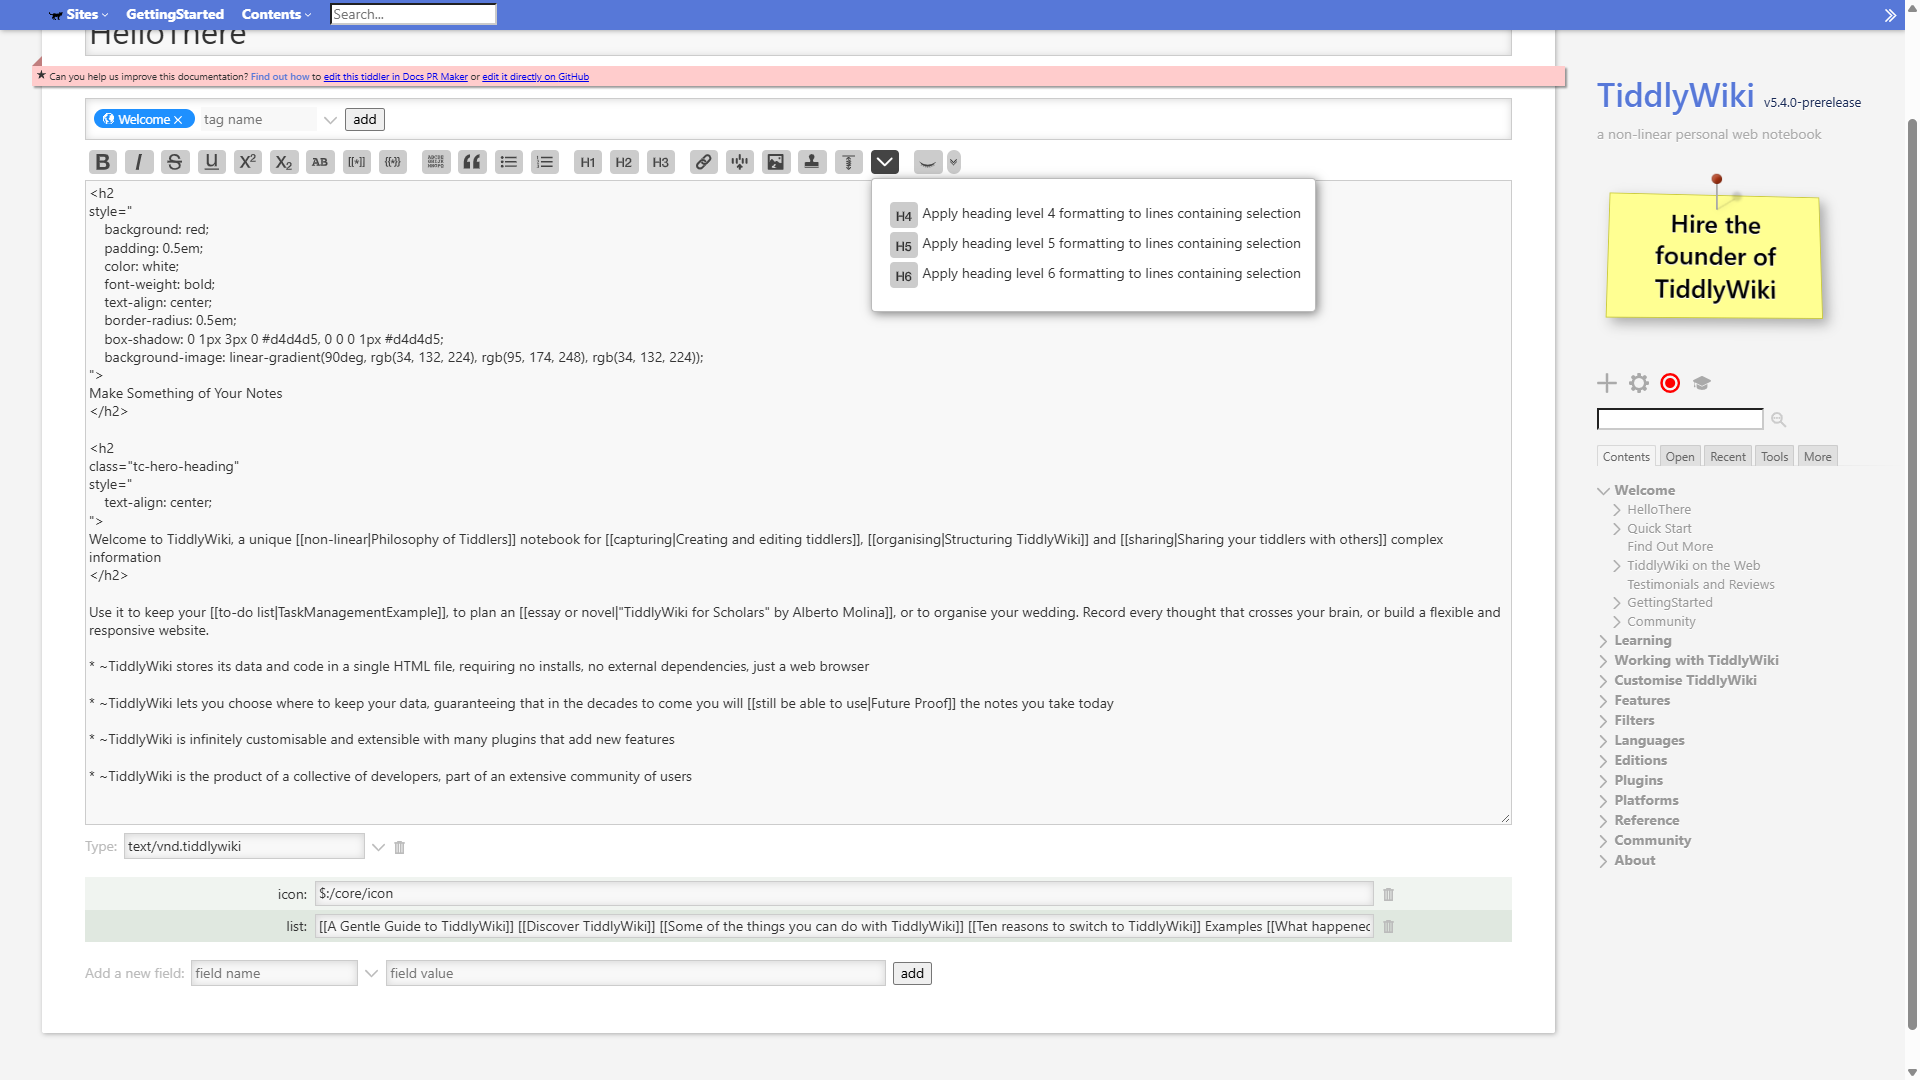 Sites
GettingStarted
Contents
Search...
HelloThere
★ Can you help us improve this documentation? Find out how to edit this tiddler in Docs PR Maker or edit it directly on GitHub
Welcome ×
tag name
add
B I S U X² X₂ AB [[*]] {{*}} H1 H2 H3
H4 Apply heading level 4 formatting to lines containing selection
H5 Apply heading level 5 formatting to lines containing selection
H6 Apply heading level 6 formatting to lines containing selection
<h2
style="
    background: red;
    padding: 0.5em;
    color: white;
    font-weight: bold;
    text-align: center;
    border-radius: 0.5em;
    box-shadow: 0 1px 3px 0 #d4d4d5, 0 0 0 1px #d4d4d5;
    background-image: linear-gradient(90deg, rgb(34, 132, 224), rgb(95, 174, 248), rgb(34, 132, 224));
">
Make Something of Your Notes
</h2>
<h2
class="tc-hero-heading"
style="
    text-align: center;
">
Welcome to TiddlyWiki, a unique [[non-linear|Philosophy of Tiddlers]] notebook for [[capturing|Creating and editing tiddlers]], [[organising|Structuring TiddlyWiki]] and [[sharing|Sharing your tiddlers with others]] complex
information
</h2>
Use it to keep your [[to-do list|TaskManagementExample]], to plan an [[essay or novel|"TiddlyWiki for Scholars" by Alberto Molina]], or to organise your wedding. Record every thought that crosses your brain, or build a flexible and
responsive website.
* ~TiddlyWiki stores its data and code in a single HTML file, requiring no installs, no external dependencies, just a web browser
* ~TiddlyWiki lets you choose where to keep your data, guaranteeing that in the decades to come you will [[still be able to use|Future Proof]] the notes you take today
* ~TiddlyWiki is infinitely customisable and extensible with many plugins that add new features
* ~TiddlyWiki is the product of a collective of developers, part of an extensive community of users
Type: text/vnd.tiddlywiki
icon: $:/core/icon
list: [[A Gentle Guide to TiddlyWiki]] [[Discover TiddlyWiki]] [[Some of the things you can do with TiddlyWiki]] [[Ten reasons to switch to TiddlyWiki]] Examples [[What happened
Add a new field: field name
field value
add
TiddlyWiki v5.4.0-prerelease
a non-linear personal web notebook
Hire the
founder of
TiddlyWiki
Contents
Open
Recent
Tools
More
Welcome
HelloThere
Quick Start
Find Out More
TiddlyWiki on the Web
Testimonials and Reviews
GettingStarted
Community
Learning
Working with TiddlyWiki
Customise TiddlyWiki
Features
Filters
Languages
Editions
Plugins
Platforms
Reference
Community
About